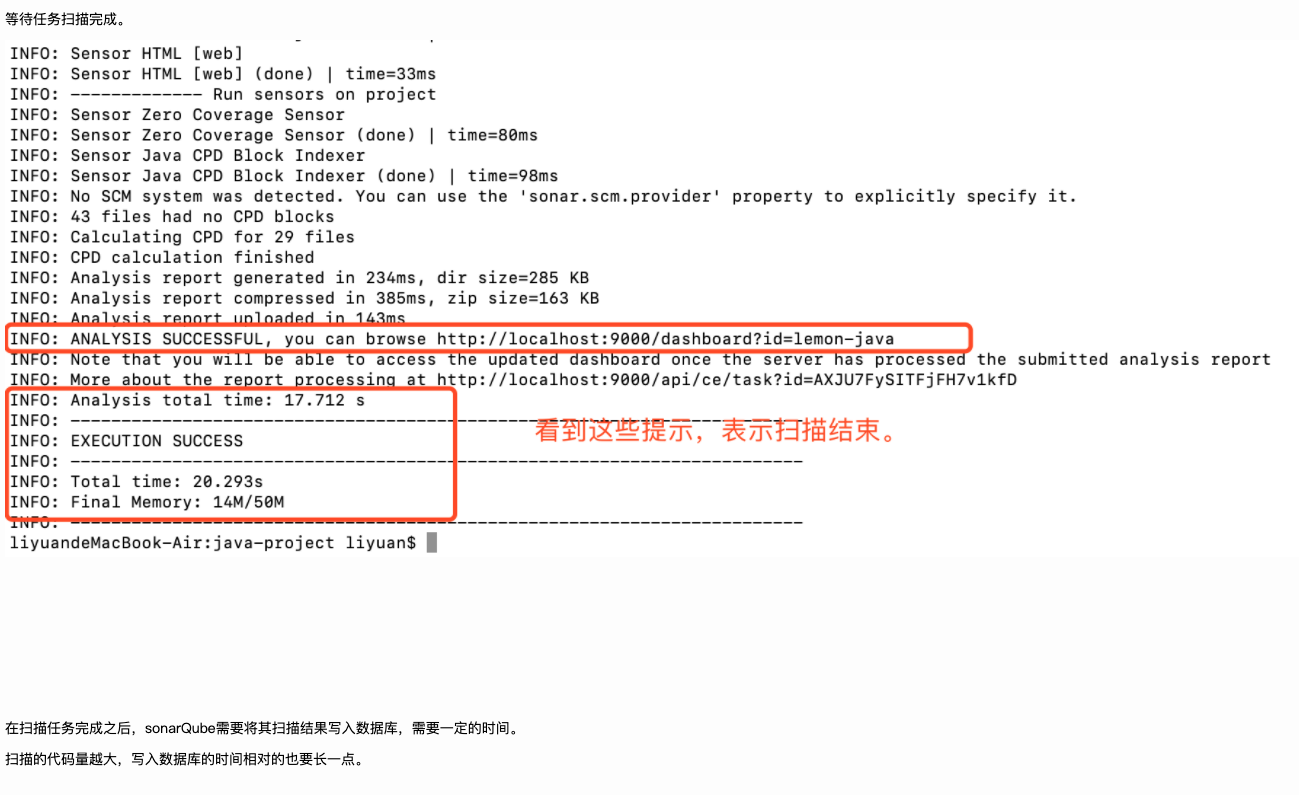 等待任务扫描完成。
INFO: Sensor HTML [web]
INFO: Sensor HTML [web] (done) | time=33ms
INFO: ------------- Run sensors on project
INFO: Sensor Zero Coverage Sensor
INFO: Sensor Zero Coverage Sensor (done) | time=80ms
INFO: Sensor Java CPD Block Indexer
INFO: Sensor Java CPD Block Indexer (done) | time=98ms
INFO: No SCM system was detected. You can use the 'sonar.scm.provider' property to explicitly specify it.
INFO: 43 files had no CPD blocks
INFO: Calculating CPD for 29 files
INFO: CPD calculation finished
INFO: Analysis report generated in 234ms, dir size=285 KB
INFO: Analysis report compressed in 385ms, zip size=163 KB
INFO: Analysis report uploaded in 143ms
INFO: ANALYSIS SUCCESSFUL, you can browse http://localhost:9000/dashboard?id=lemon-java
INFO: Note that you will be able to access the updated dashboard once the server has processed the submitted analysis report
INFO: More about the report processing at http://localhost:9000/api/ce/task?id=AXJU7FySITFjFH7v1kfD
INFO: Analysis total time: 17.712 s
INFO: ------------------------------------------------------------------------
看到这些提示，表示扫描结束。
INFO: EXECUTION SUCCESS
INFO: ------------------------------------------------------------------------
INFO: Total time: 20.293s
INFO: Final Memory: 14M/50M
INFO: ------------------------------------------------------------------------
liyuandeMacBook-Air:java-project liyuan$
在扫描任务完成之后，sonarQube需要将其扫描结果写入数据库，需要一定的时间。
扫描的代码量越大，写入数据库的时间相对的也要长一点。